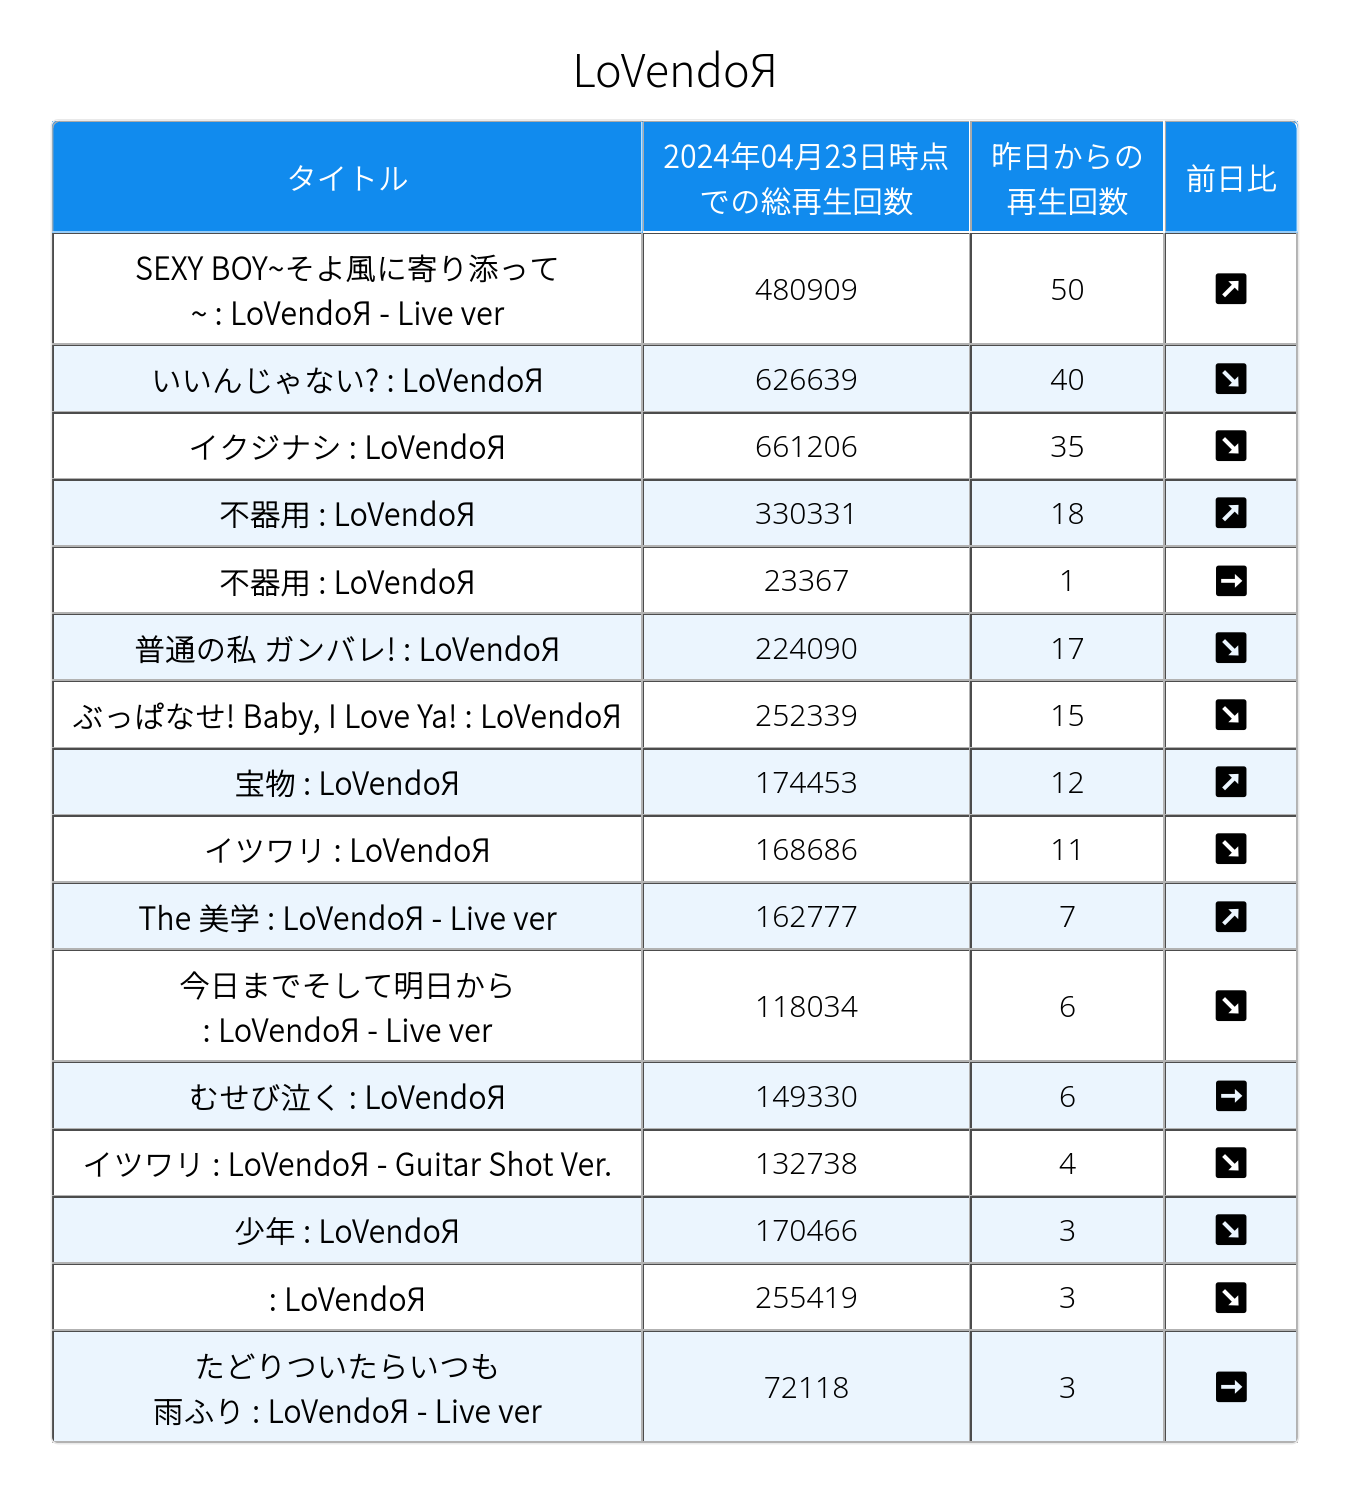 LoVendoЯ
タイトル
2024年04月23日時点
での総再生回数
昨日からの
再生回数
前日比
SEXY BOY~そよ風に寄り添って
~ : LoVendoЯ - Live ver
480909
50
いいんじゃない? : LoVendoЯ
626639
40
イクジナシ : LoVendoЯ
661206
35
不器用 : LoVendoЯ
330331
18
不器用 : LoVendoЯ
23367
1
普通の私 ガンバレ! : LoVendoЯ
224090
17
ぶっぱなせ! Baby, I Love Ya! : LoVendoЯ
252339
15
宝物 : LoVendoЯ
174453
12
イツワリ : LoVendoЯ
168686
11
The 美学 : LoVendoЯ - Live ver
162777
7
今日までそして明日から
: LoVendoЯ - Live ver
118034
6
むせび泣く : LoVendoЯ
149330
6
イツワリ : LoVendoЯ - Guitar Shot Ver.
132738
4
少年 : LoVendoЯ
170466
3
: LoVendoЯ
255419
3
たどりついたらいつも
雨ふり : LoVendoЯ - Live ver
72118
3